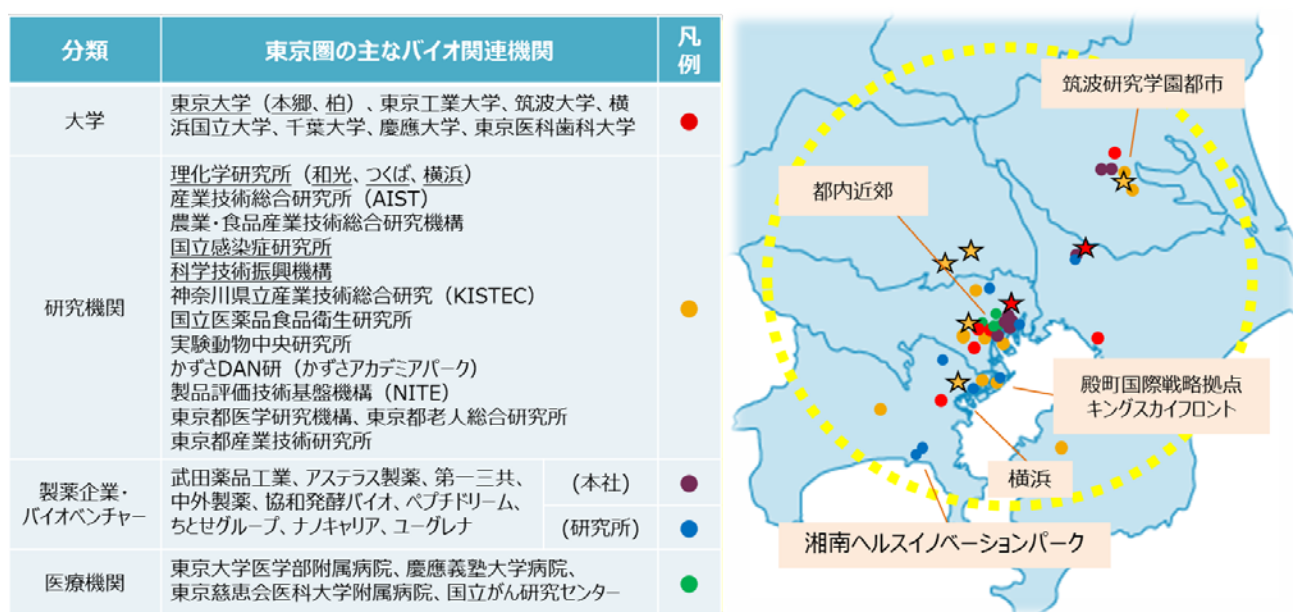 分類
東京圏の主なバイオ関連機関
凡例
大学
東京大学（本郷、柏）、東京工業大学、筑波大学、横
浜国立大学、千葉大学、慶應大学、東京医科歯科大学
研究機関
理化学研究所（和光、つくば、横浜）
産業技術総合研究所（AIST）
農業・食品産業技術総合研究機構
国立感染症研究所
科学技術振興機構
神奈川県立産業技術総合研究（KISTEC）
国立医薬品食品衛生研究所
実験動物中央研究所
かずさDAN研（かずさアカデミアパーク）
製品評価技術基盤機構（NITE）
東京都医学研究機構、東京都老人総合研究所
東京都産業技術研究所
製薬企業・
バイオベンチャー
武田薬品工業、アステラス製薬、第一三共、
中外製薬、協和発酵バイオ、ペプチドリーム、
ちとせグループ、ナノキャリア、ユーグレナ
(本社)
(研究所)
医療機関
東京大学医学部附属病院、慶應義塾大学病院、
東京慈恵会医科大学附属病院、国立がん研究センター
筑波研究学園都市
都内近郊
殿町国際戦略拠点
キングスカイフロント
横浜
湘南ヘルスイノベーションパーク